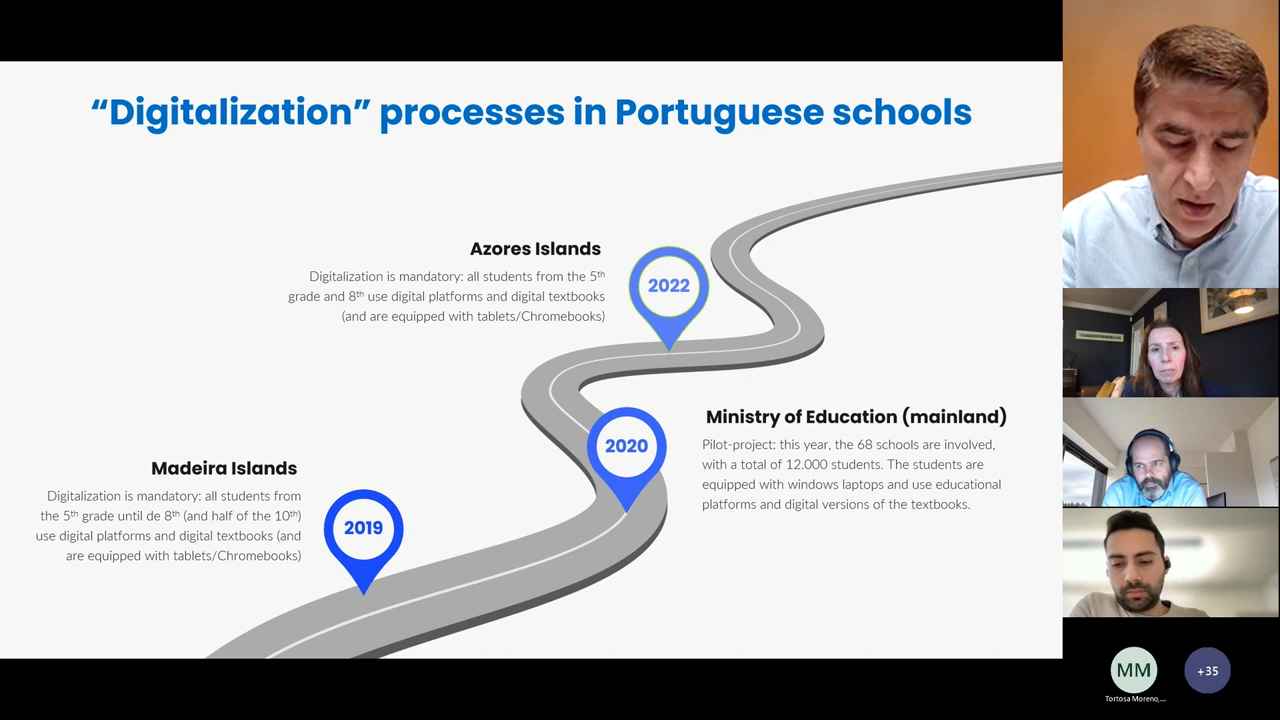 “Digitalization” processes in Portuguese schools
Azores Islands
Digitalization is mandatory: all students from the 5th
grade and 8th use digital platforms and digital textbooks
(and are equipped with tablets/Chromebooks)
2022
Ministry of Education (mainland)
Pilot-project: this year, the 68 schools are involved,
with a total of 12.000 students. The students are
equipped with windows laptops and use educational
platforms and digital versions of the textbooks.
2020
Madeira Islands
Digitalization is mandatory: all students from
the 5th grade until de 8th (and half of the 10th)
use digital platforms and digital textbooks (and
are equipped with tablets/Chromebooks)
2019
MM
+35
Tortosa Moreno,...